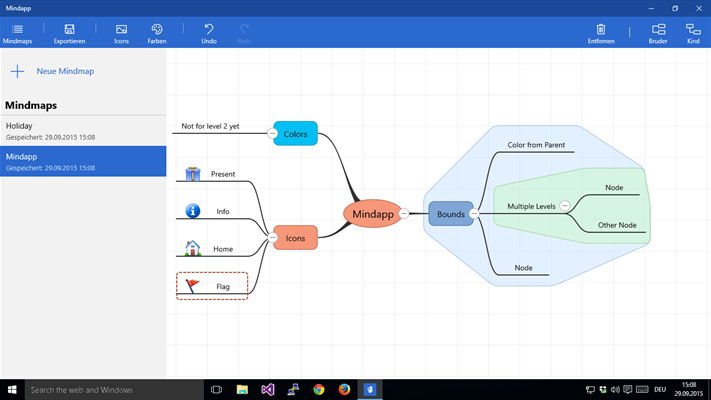 Mindapp
Mindmaps
Exportieren
Icons
Farben
Undo
Redo
Entfernen
Bruder
Kind
Neue Mindmap
Mindmaps
Holiday
Gespeichert: 29.09.2015 15:08
Mindapp
Gespeichert: 29.09.2015 15:08
Not for level 2 yet
Colors
Present
Info
Home
Flag
Icons
Mindapp
Bounds
Color from Parent
Multiple Levels
Node
Other Node
Node
Search the web and Windows
DEU
15:08
29.09.2015